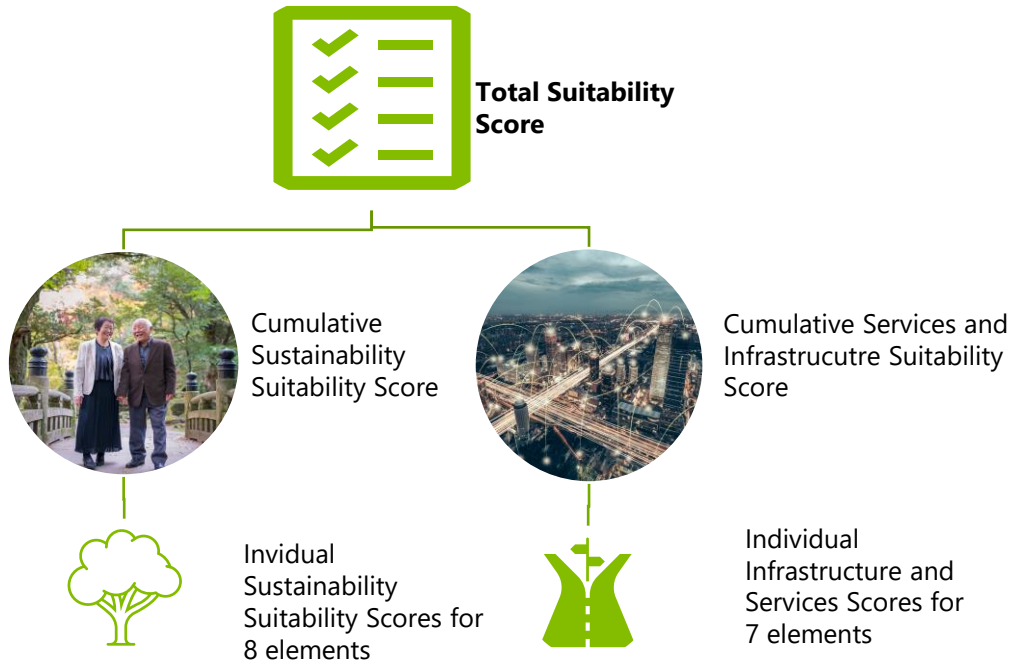 Total Suitability
Score
Cumulative
Sustainability
Suitability Score
Cumulative Services and
Infrastrucutre Suitability
Score
Invidual
Sustainability
Suitability Scores for
8 elements
Individual
Infrastructure and
Services Scores for
7 elements